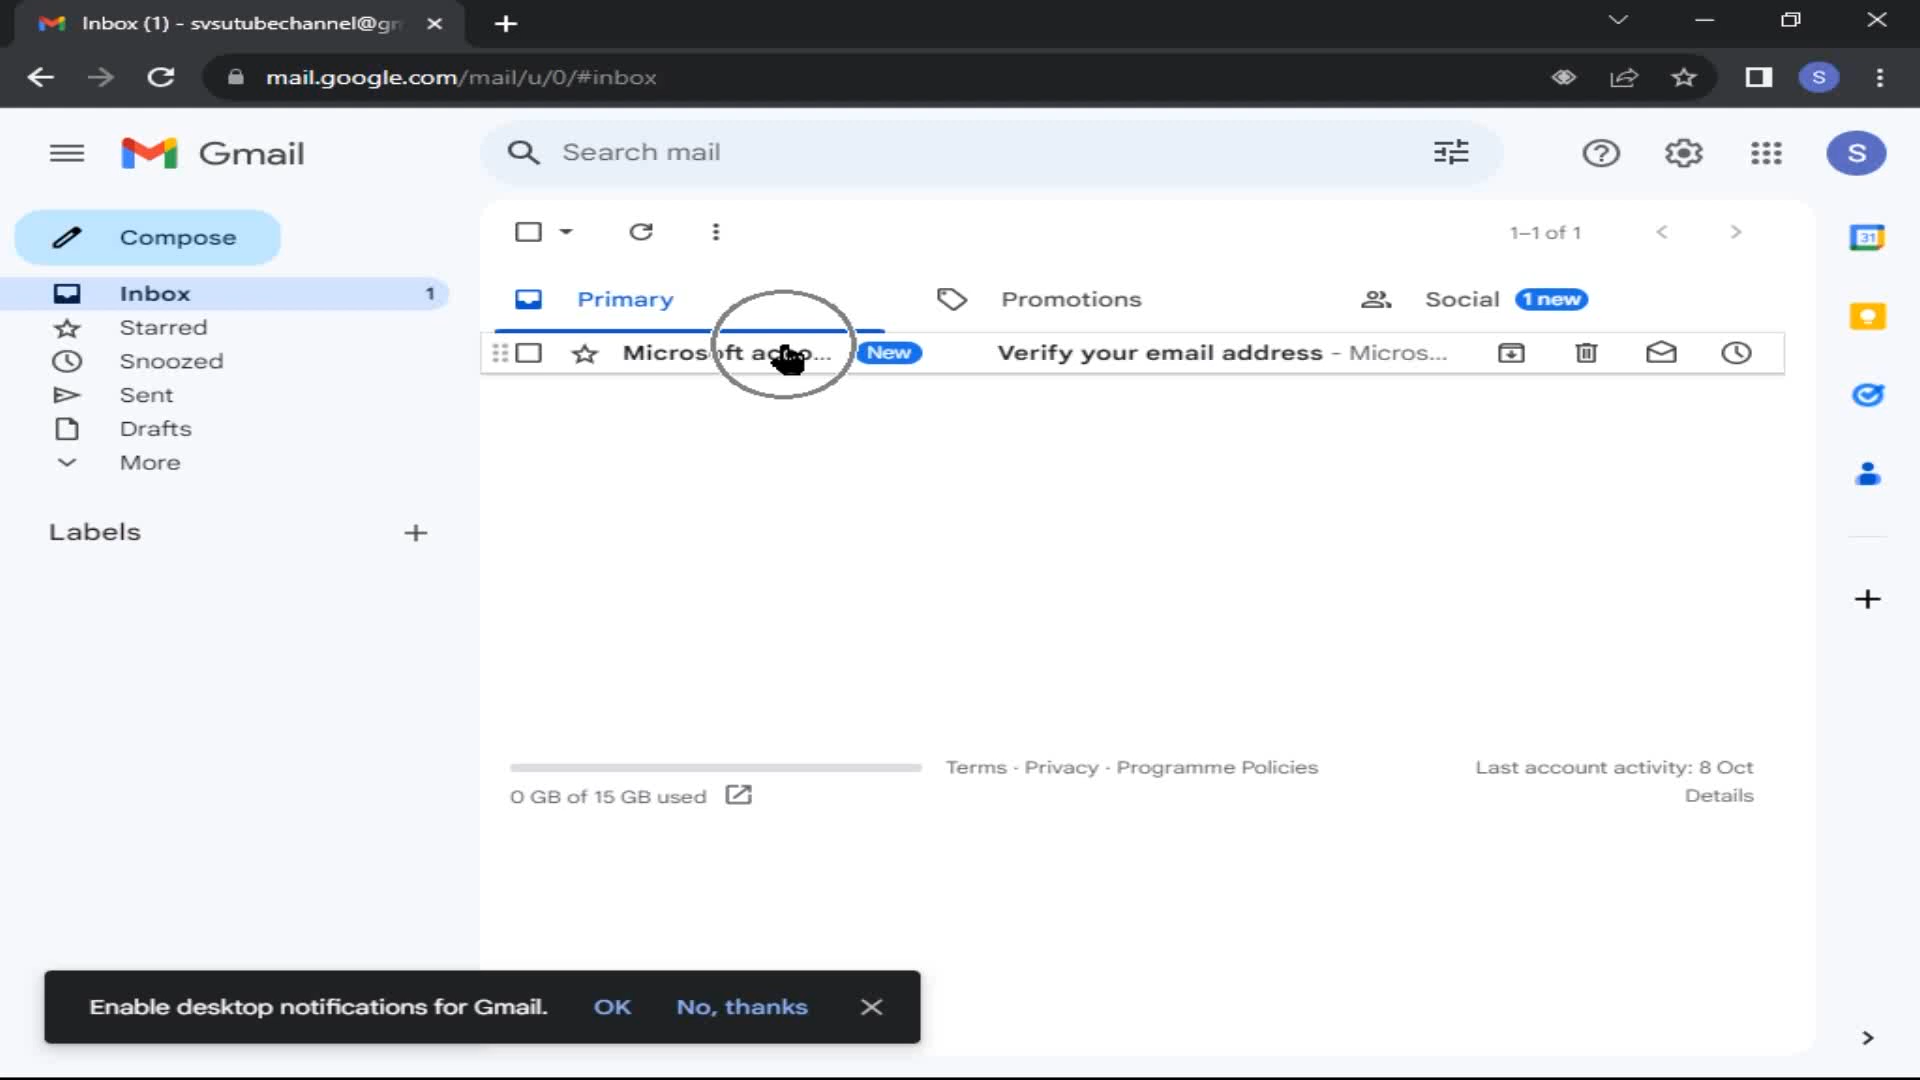 Inbox (1) - svsutubechannel@g
mail.google.com/mail/u/0/#inbox
S
Gmail
Search mail
S
Compose
1–1 of 1
Inbox 1
Primary
Promotions
Social 1 new
Starred
Microsoft acco... New Verify your email address - Micros...
Snoozed
Sent
Drafts
More
Labels
31
Terms · Privacy · Programme Policies
Last account activity: 8 Oct
0 GB of 15 GB used
Details
Enable desktop notifications for Gmail. OK No, thanks